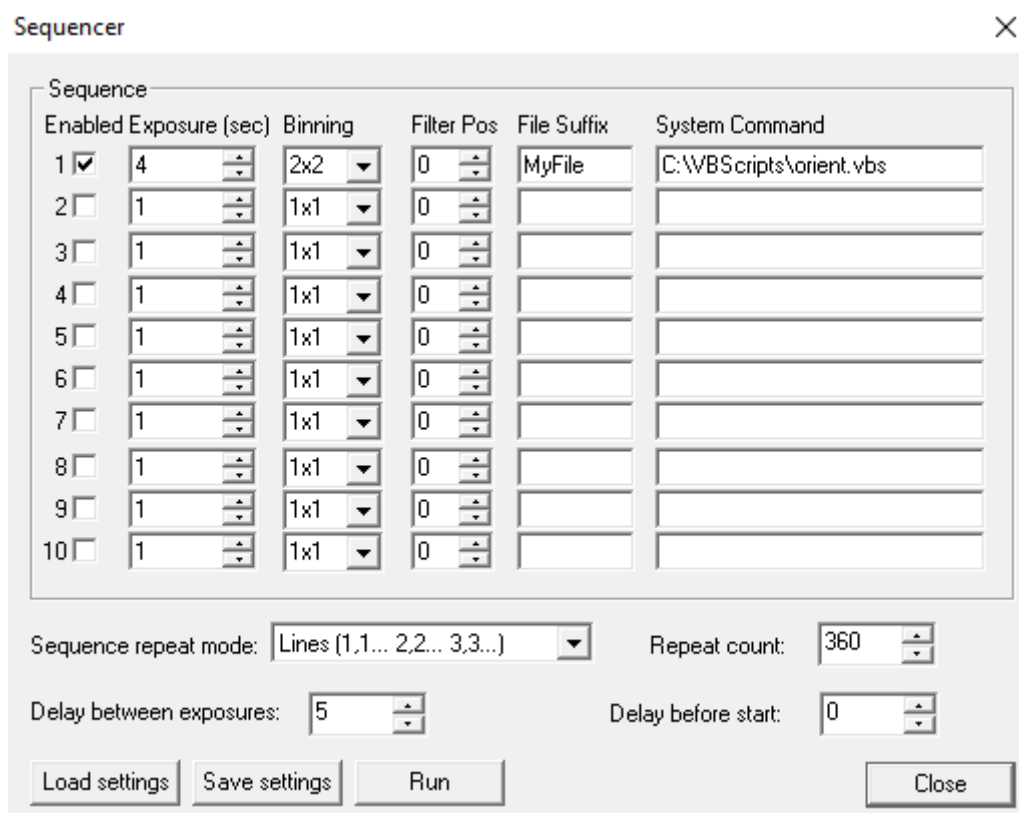 Sequencer
Sequence
Enabled Exposure (sec) Binning Filter Pos File Suffix System Command
1 4 2x2 0 MyFile C:\VBScripts\orient.vbs
2 1 1x1 0
3 1 1x1 0
4 1 1x1 0
5 1 1x1 0
6 1 1x1 0
7 1 1x1 0
8 1 1x1 0
9 1 1x1 0
10 1 1x1 0
Sequence repeat mode: Lines (1,1... 2,2... 3,3...) Repeat count: 360
Delay between exposures: 5 Delay before start: 0
Load settings Save settings Run Close